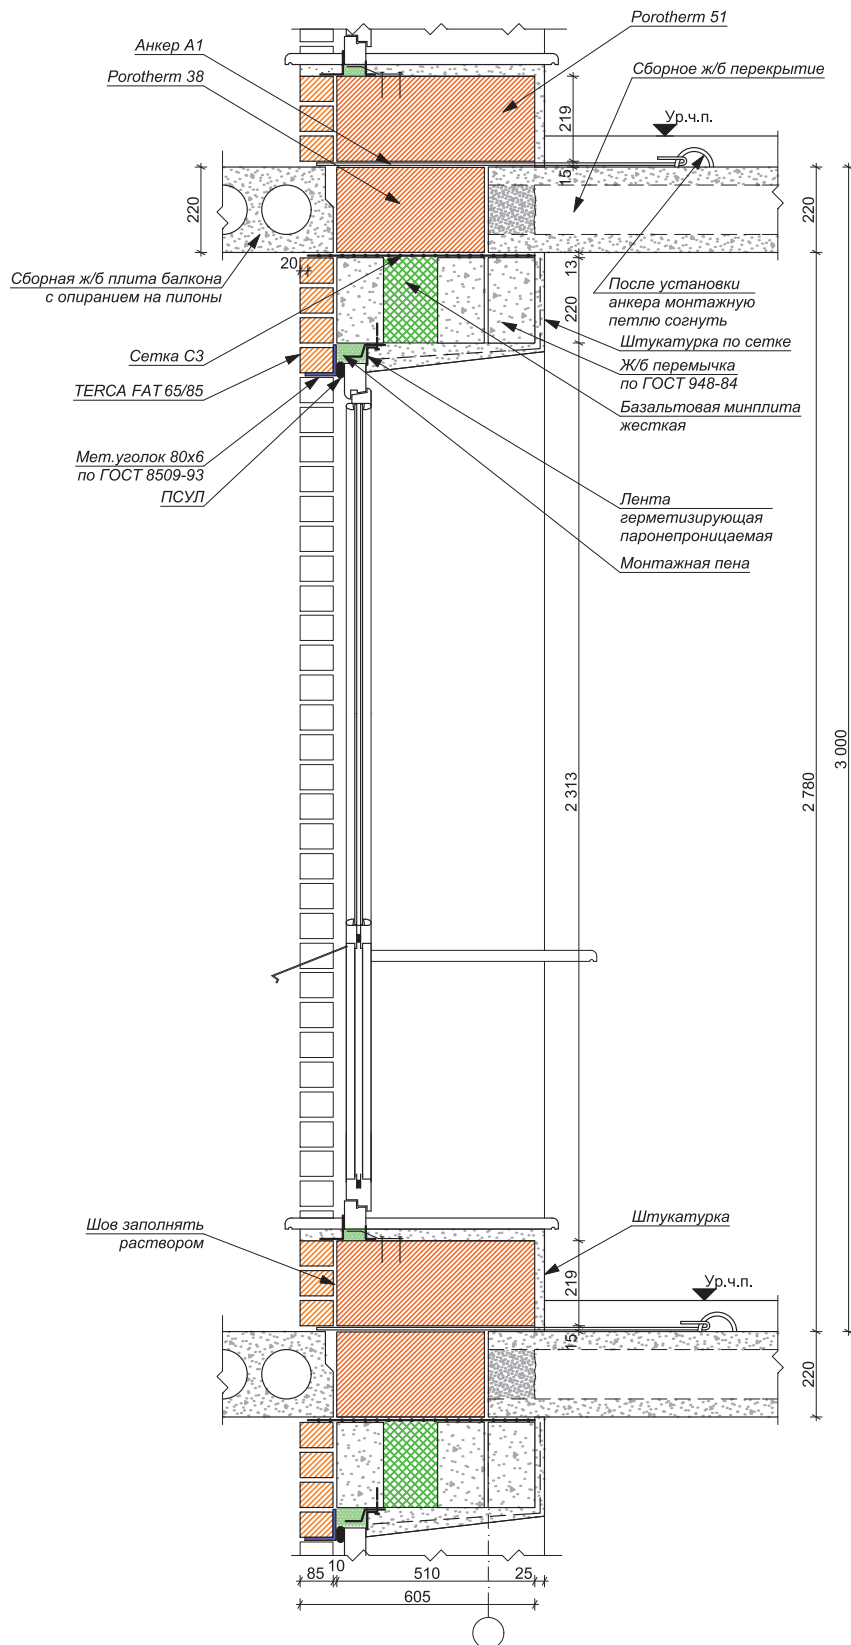 Porotherm 51
Анкер А1
Porotherm 38
Сборное ж/б перекрытие
Ур.ч.п.
219
15
220
220
Сборная ж/б плита балкона
с опиранием на пилоны
20
13
220
После установки
анкера монтажную
петлю согнуть
Штукатурка по сетке
Сетка С3
Ж/б перемычка
по ГОСТ 948-84
TERCA FAT 65/85
Базальтовая минплита
жесткая
Мет.уголок 80х6
по ГОСТ 8509-93
ПСУЛ
Лента
герметизирующая
паронепроницаемая
Монтажная пена
2 313
2 780
3 000
Шов заполнять
раствором
Штукатурка
219
Ур.ч.п.
15
220
85
10
510
25
605